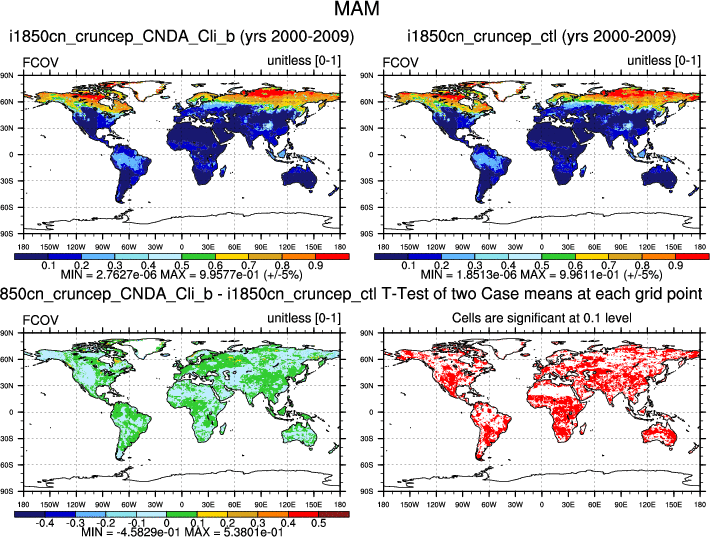 MAM
i1850cn_cruncep_CNDA_Cli_b (yrs 2000-2009)
i1850cn_cruncep_ctl (yrs 2000-2009)
FCOV unitless [0-1]
FCOV unitless [0-1]
90N
60N
30N
0
30S
60S
90S
180 150W 120W 90W 60W 30W 0 30E 60E 90E 120E 150E 180
90N
60N
30N
0
30S
60S
90S
180 150W 120W 90W 60W 30W 0 30E 60E 90E 120E 150E 180
0.1 0.2 0.3 0.4 0.5 0.6 0.7 0.8 0.9
MIN = 2.7627e-06 MAX = 9.9577e-01 (+/-5%)
0.1 0.2 0.3 0.4 0.5 0.6 0.7 0.8 0.9
MIN = 1.8513e-06 MAX = 9.9611e-01 (+/-5%)
850cn_cruncep_CNDA_Cli_b - i1850cn_cruncep_ctl
T-Test of two Case means at each grid point
FCOV unitless [0-1]
Cells are significant at 0.1 level
90N
60N
30N
0
30S
60S
90S
180 150W 120W 90W 60W 30W 0 30E 60E 90E 120E 150E 180
90N
60N
30N
0
30S
60S
90S
180 150W 120W 90W 60W 30W 0 30E 60E 90E 120E 150E 180
-0.4 -0.3 -0.2 -0.1 0 0.1 0.2 0.3 0.4 0.5
MIN = -4.5829e-01 MAX = 5.3801e-01